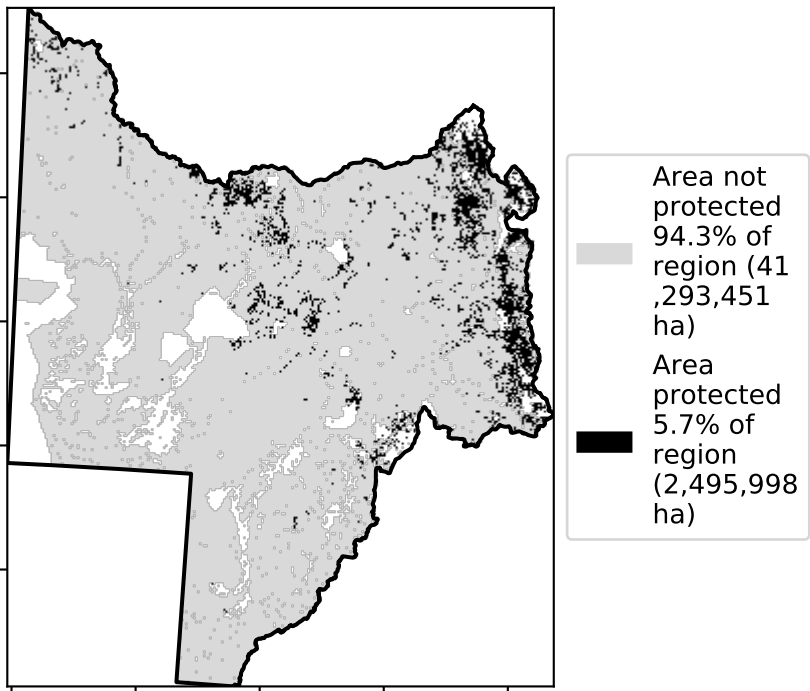 Area not
protected
94.3% of
region (41
,293,451
ha)
Area
protected
5.7% of
region
(2,495,998
ha)